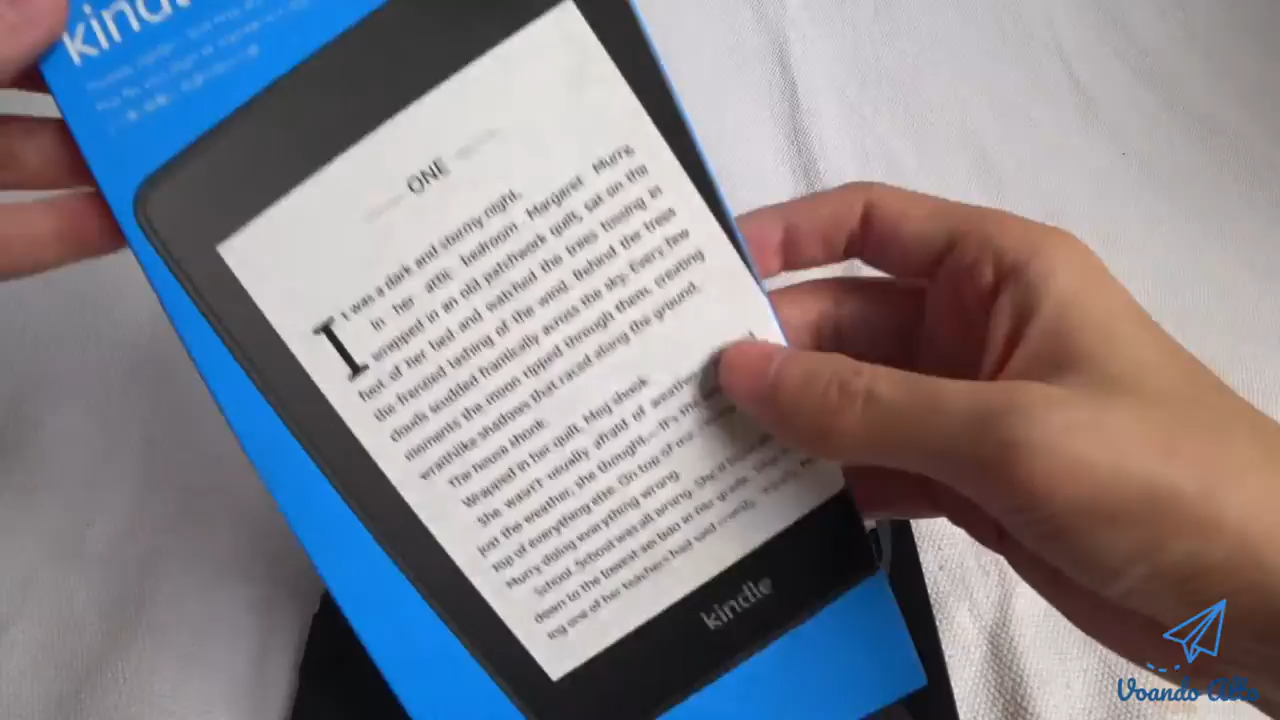 kindle
ONE
It was a dark and stormy night.
In her attic bedroom Margaret Murry,
wrapped in an old patchwork quilt, sat on the
foot of her bed and watched the trees tossing in
the frenzied lashing of the wind. Behind the trees
clouds scudded frantically across the sky. Every few
moments the moon ripped through them, creating
wraithlike shadows that raced along the ground.
The house shook.
Wrapped in her quilt, Meg shook.
She wasn't usually afraid of weather.
just the weather, she thought.—It's
top of everything else. On top of me.
Murry doing everything wrong.
School. School was all wrong. She'd
down to the lowest section in her grade.
ing one of her teachers had said crossly,
kindle
Voando Alto